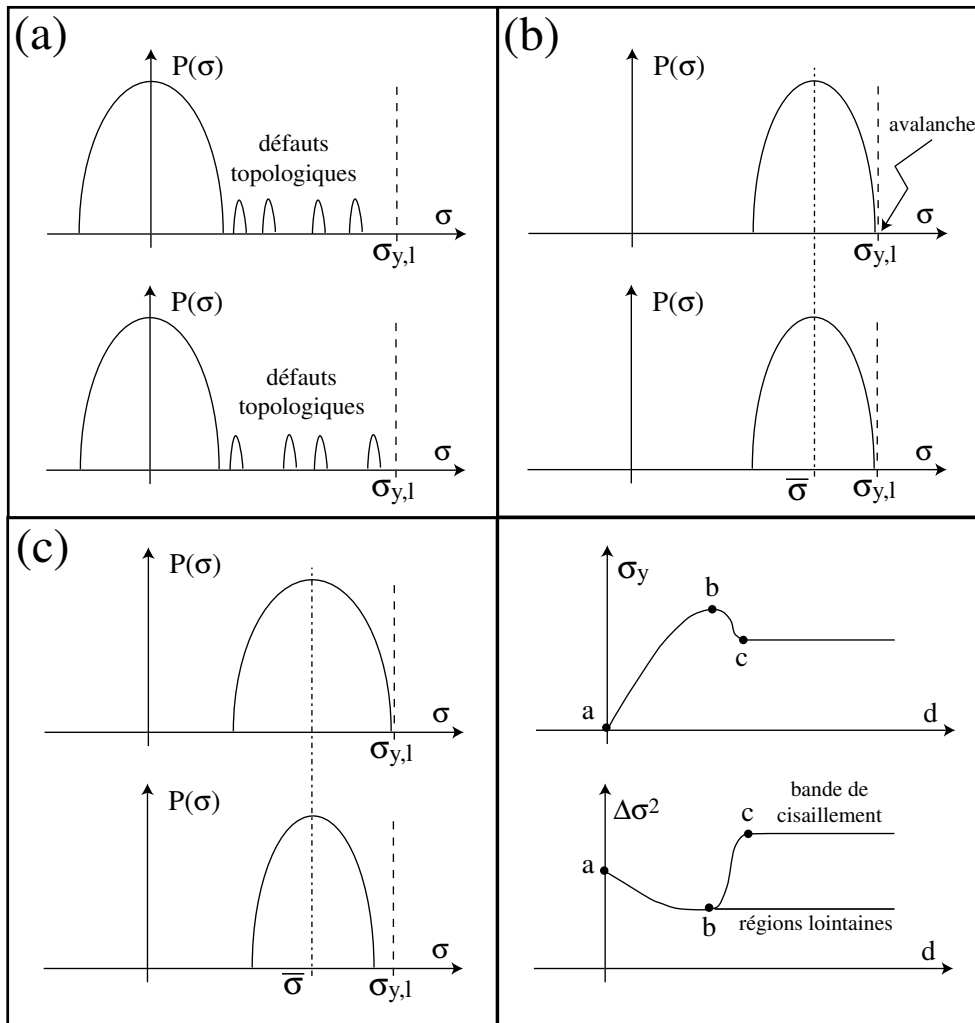 (a)
P(σ)
défauts
topologiques
σ
σy,l
P(σ)
défauts
topologiques
σ
σy,l
(b)
P(σ)
avalanche
σ
σy,l
P(σ)
σ
σ̅
σy,l
(c)
P(σ)
σ
σy,l
P(σ)
σ
σ̅
σy,l
σy
b
c
a
d
Δσ²
bande de
cisaillement
c
a
b
régions lointaines
d